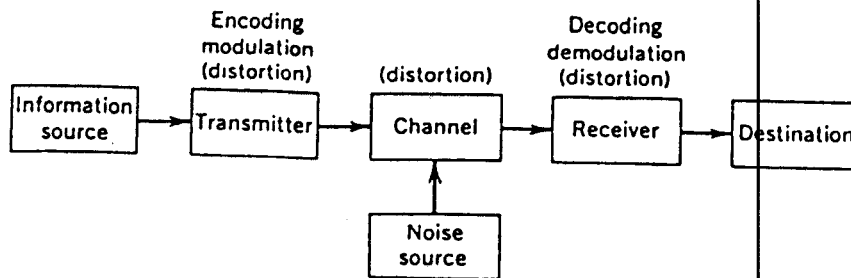 Encoding
modulation
(distortion)
(distortion)
Decoding
demodulation
(distortion)
Information
source
Transmitter
Channel
Receiver
Destination
Noise
source